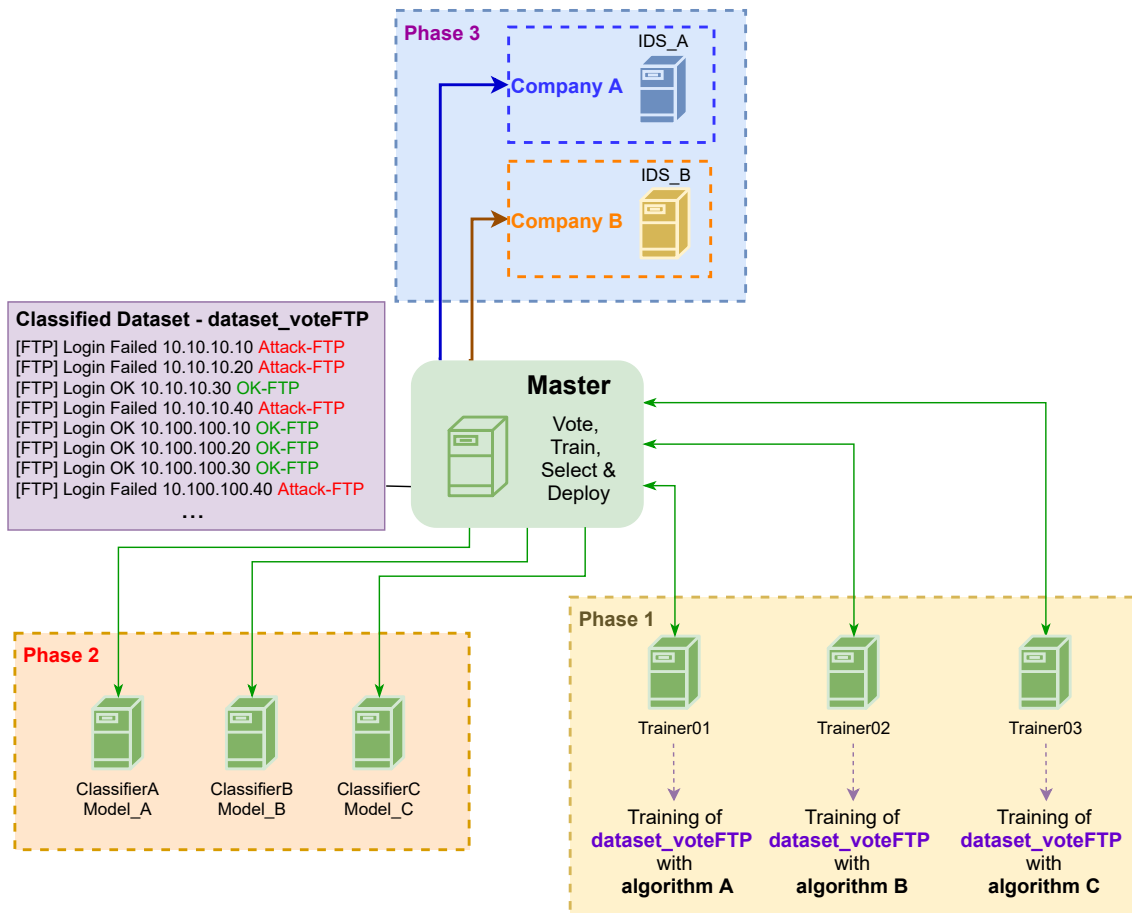 Phase 3
IDS_A
Company A
IDS_B
Company B
Classified Dataset - dataset_voteFTP
[FTP] Login Failed 10.10.10.10 Attack-FTP
[FTP] Login Failed 10.10.10.20 Attack-FTP
[FTP] Login OK 10.10.10.30 OK-FTP
[FTP] Login Failed 10.10.10.40 Attack-FTP
[FTP] Login OK 10.100.100.10 OK-FTP
[FTP] Login OK 10.100.100.20 OK-FTP
[FTP] Login OK 10.100.100.30 OK-FTP
[FTP] Login Failed 10.100.100.40 Attack-FTP
...
Master
Vote,
Train,
Select &
Deploy
Phase 2
ClassifierA
Model_A
ClassifierB
Model_B
ClassifierC
Model_C
Phase 1
Trainer01
Training of
dataset_voteFTP
with
algorithm A
Trainer02
Training of
dataset_voteFTP
with
algorithm B
Trainer03
Training of
dataset_voteFTP
with
algorithm C